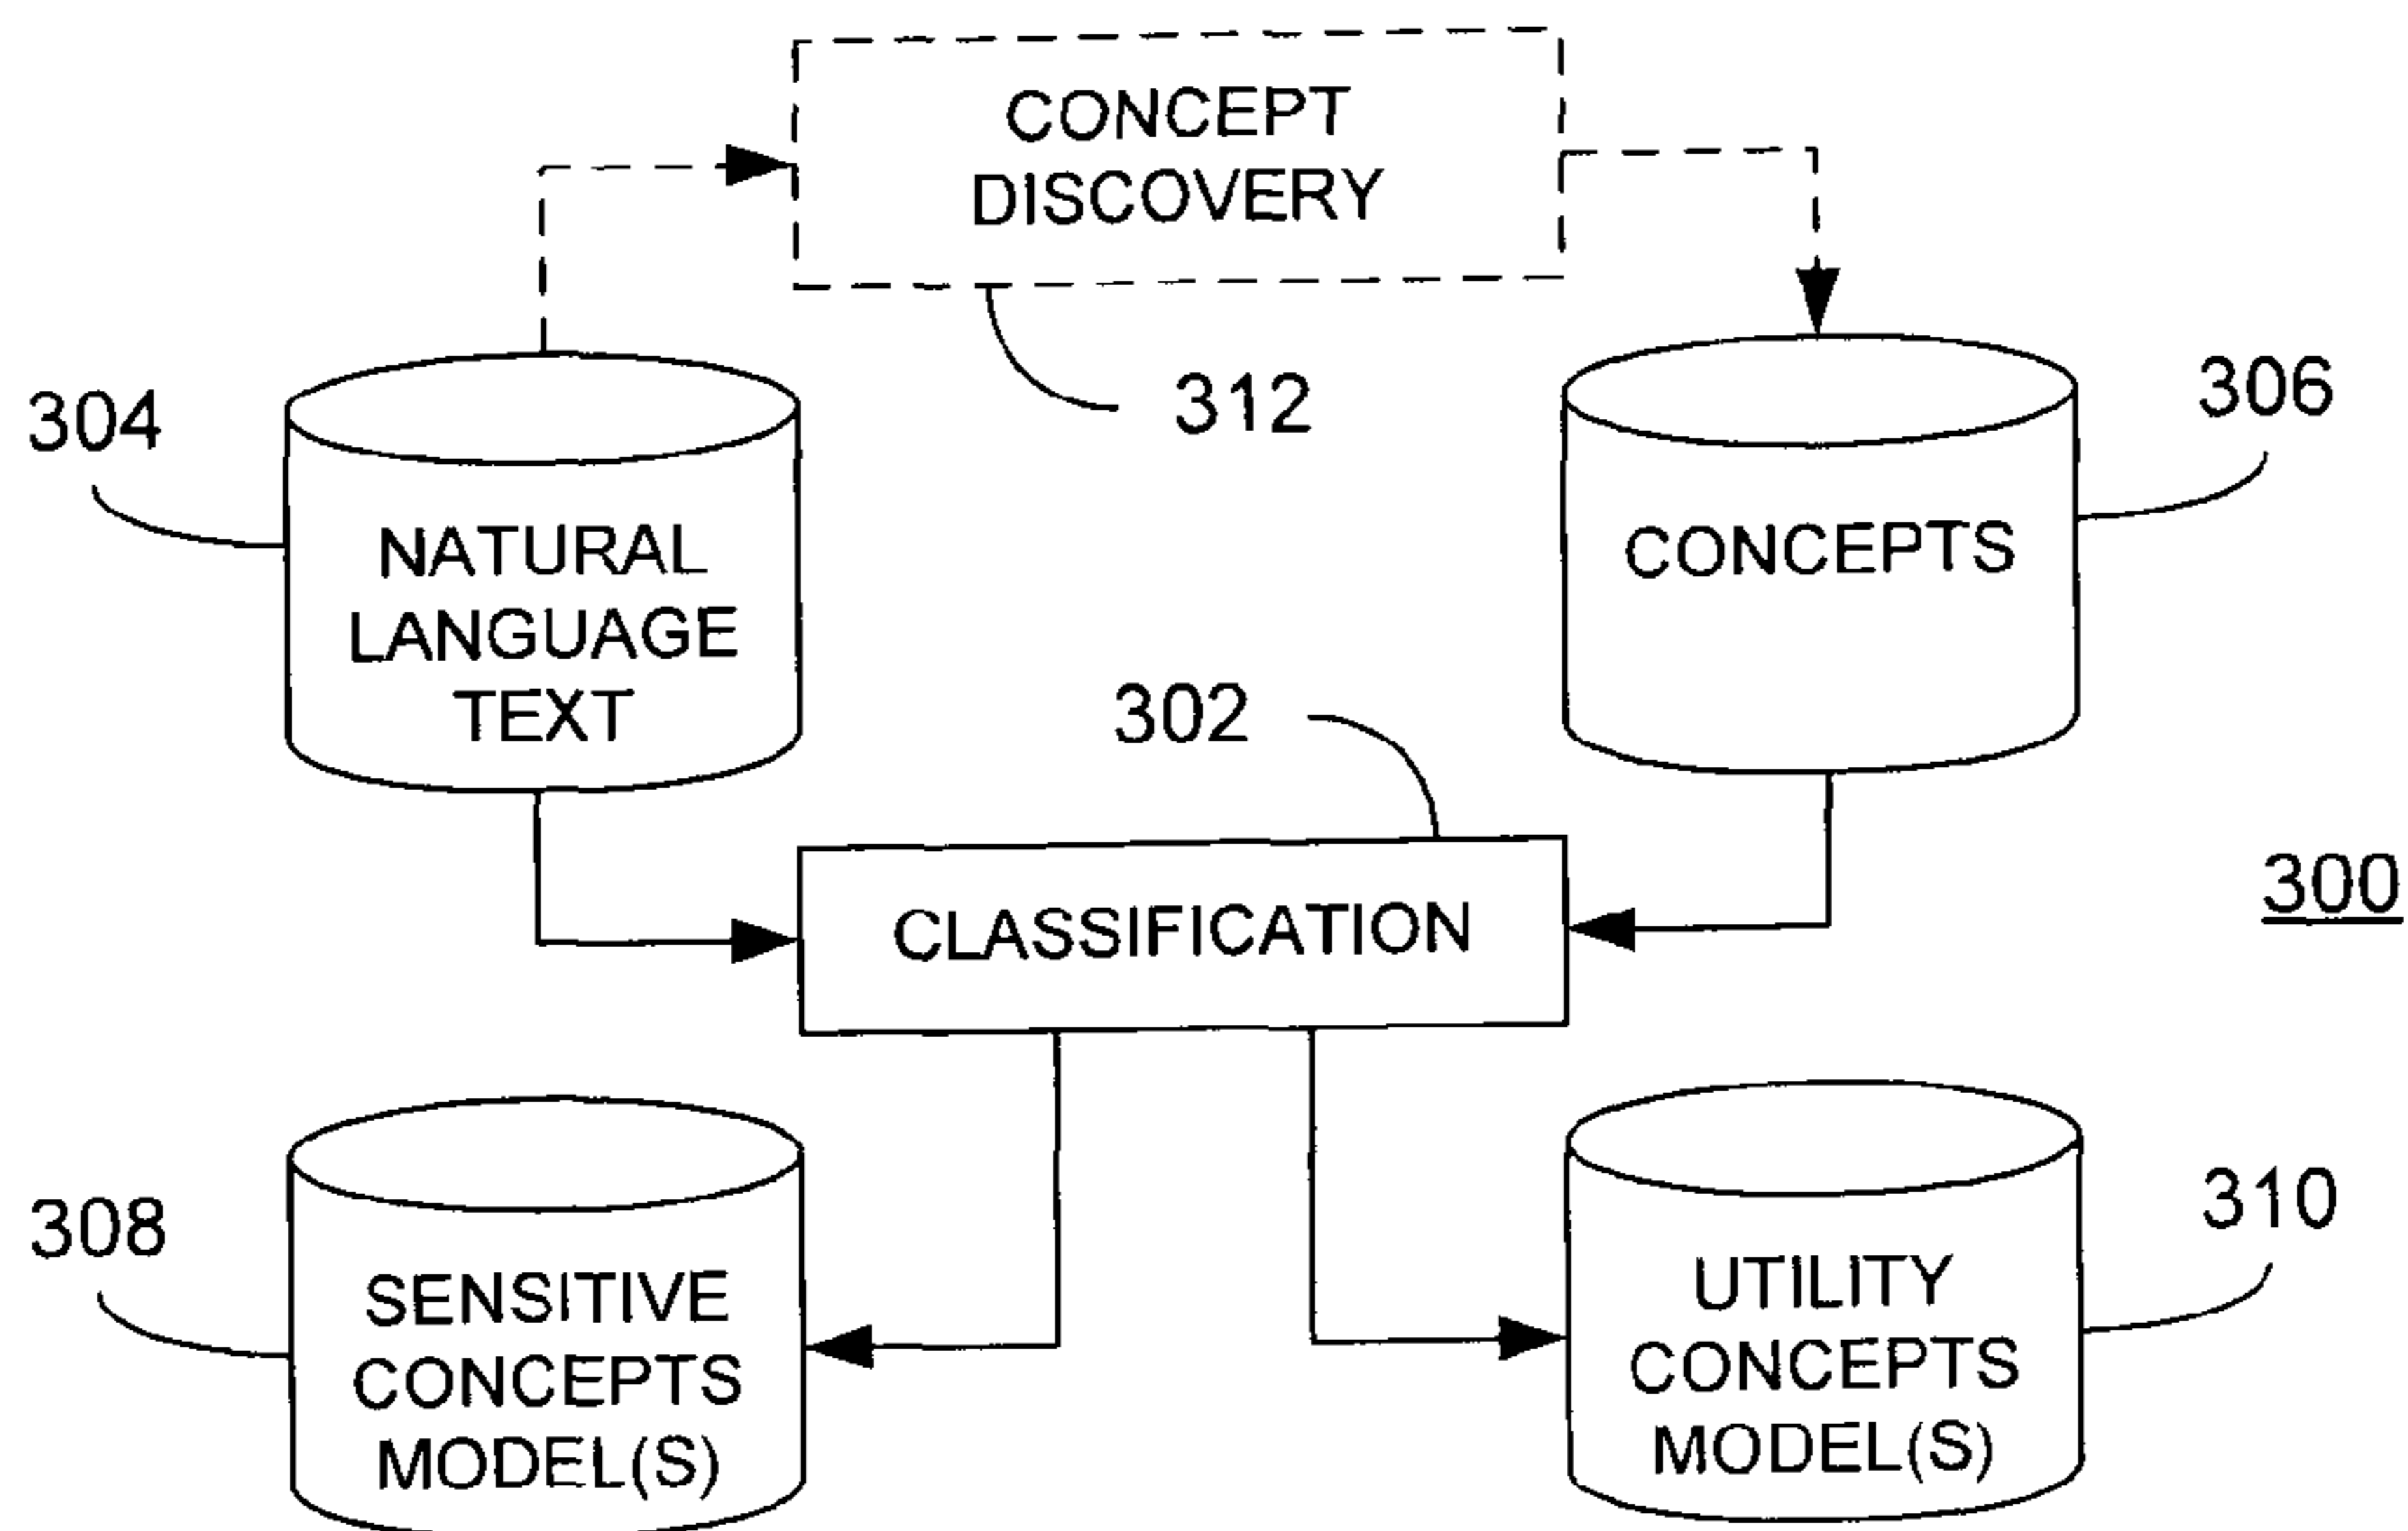 CONCEPT
DISCOVERY
304
312
306
NATURAL
LANGUAGE
TEXT
CONCEPTS
302
CLASSIFICATION
300
308
SENSITIVE
CONCEPTS
MODEL(S)
310
UTILITY
CONCEPTS
MODEL(S)